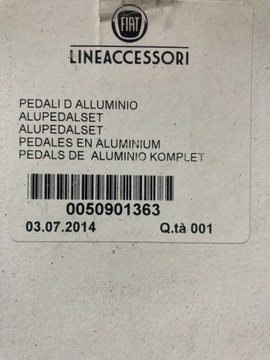 FIAT
LINEACCESSORI
PEDALI D ALLUMINIO
ALUPEDALSET
ALUPEDALSET
PEDALES EN ALUMINIUM
PEDALS DE ALUMINIO KOMPLET
0050901363
03.07.2014 Q.tà 001